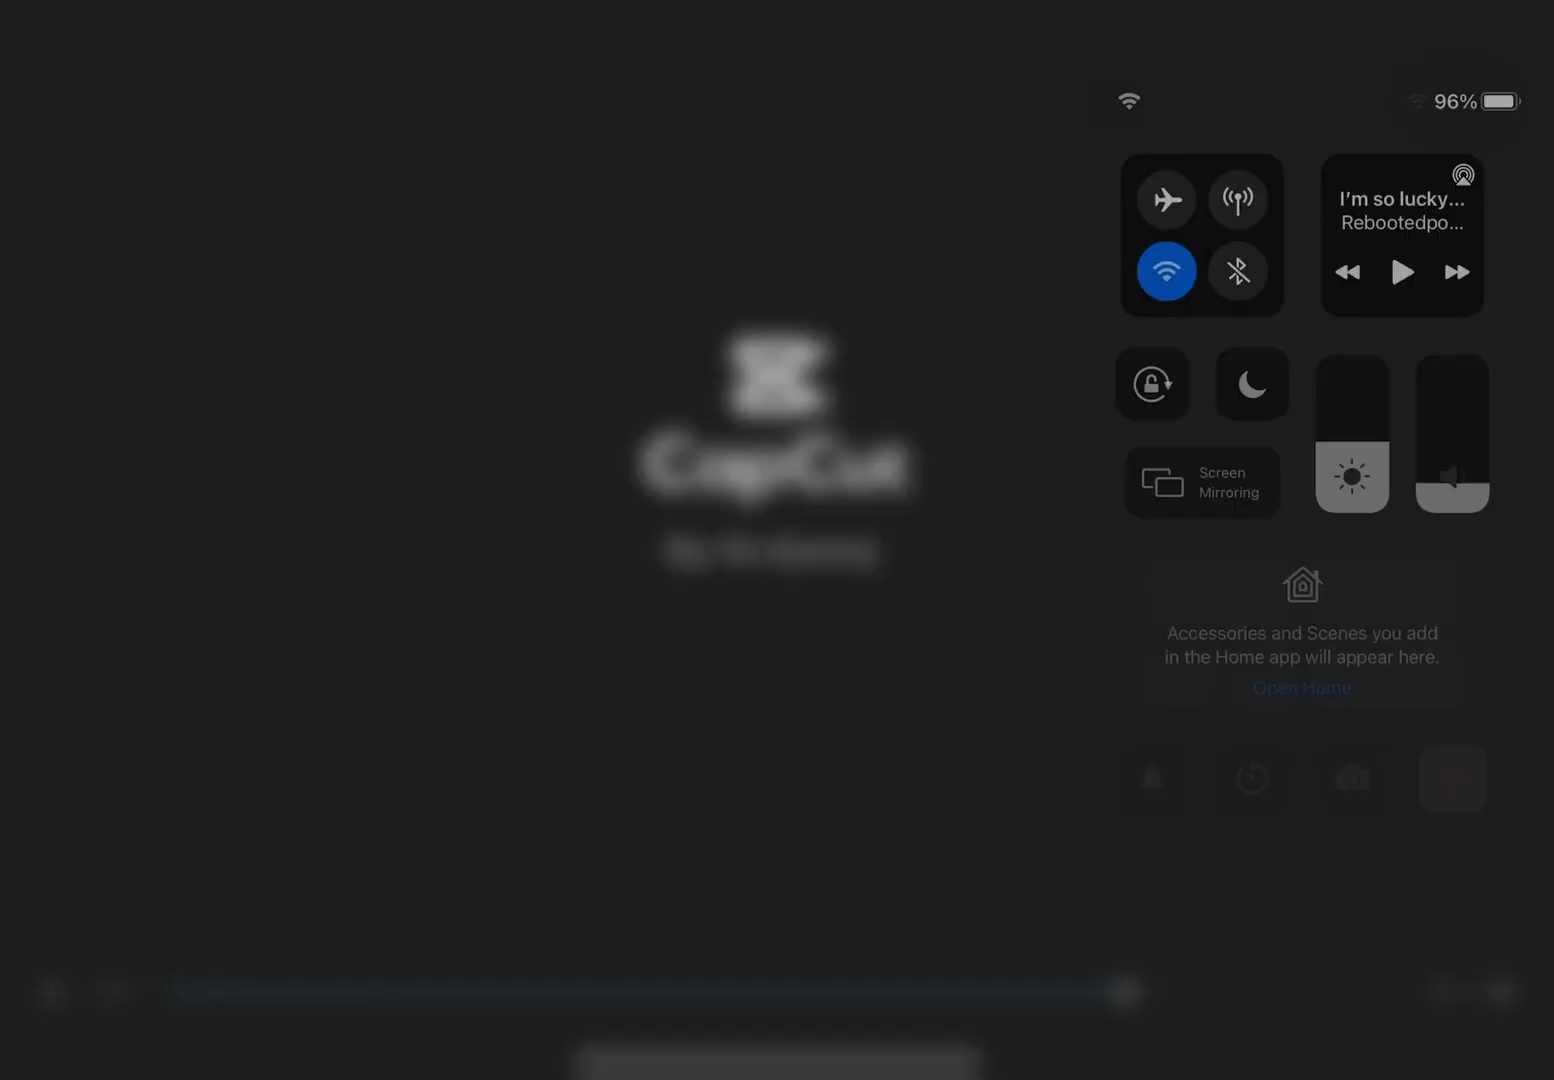 96%
I'm so lucky...
Rebootedpo...
Screen
Mirroring
CapCut
Accessories and Scenes you add
in the Home app will appear here.
Open Home